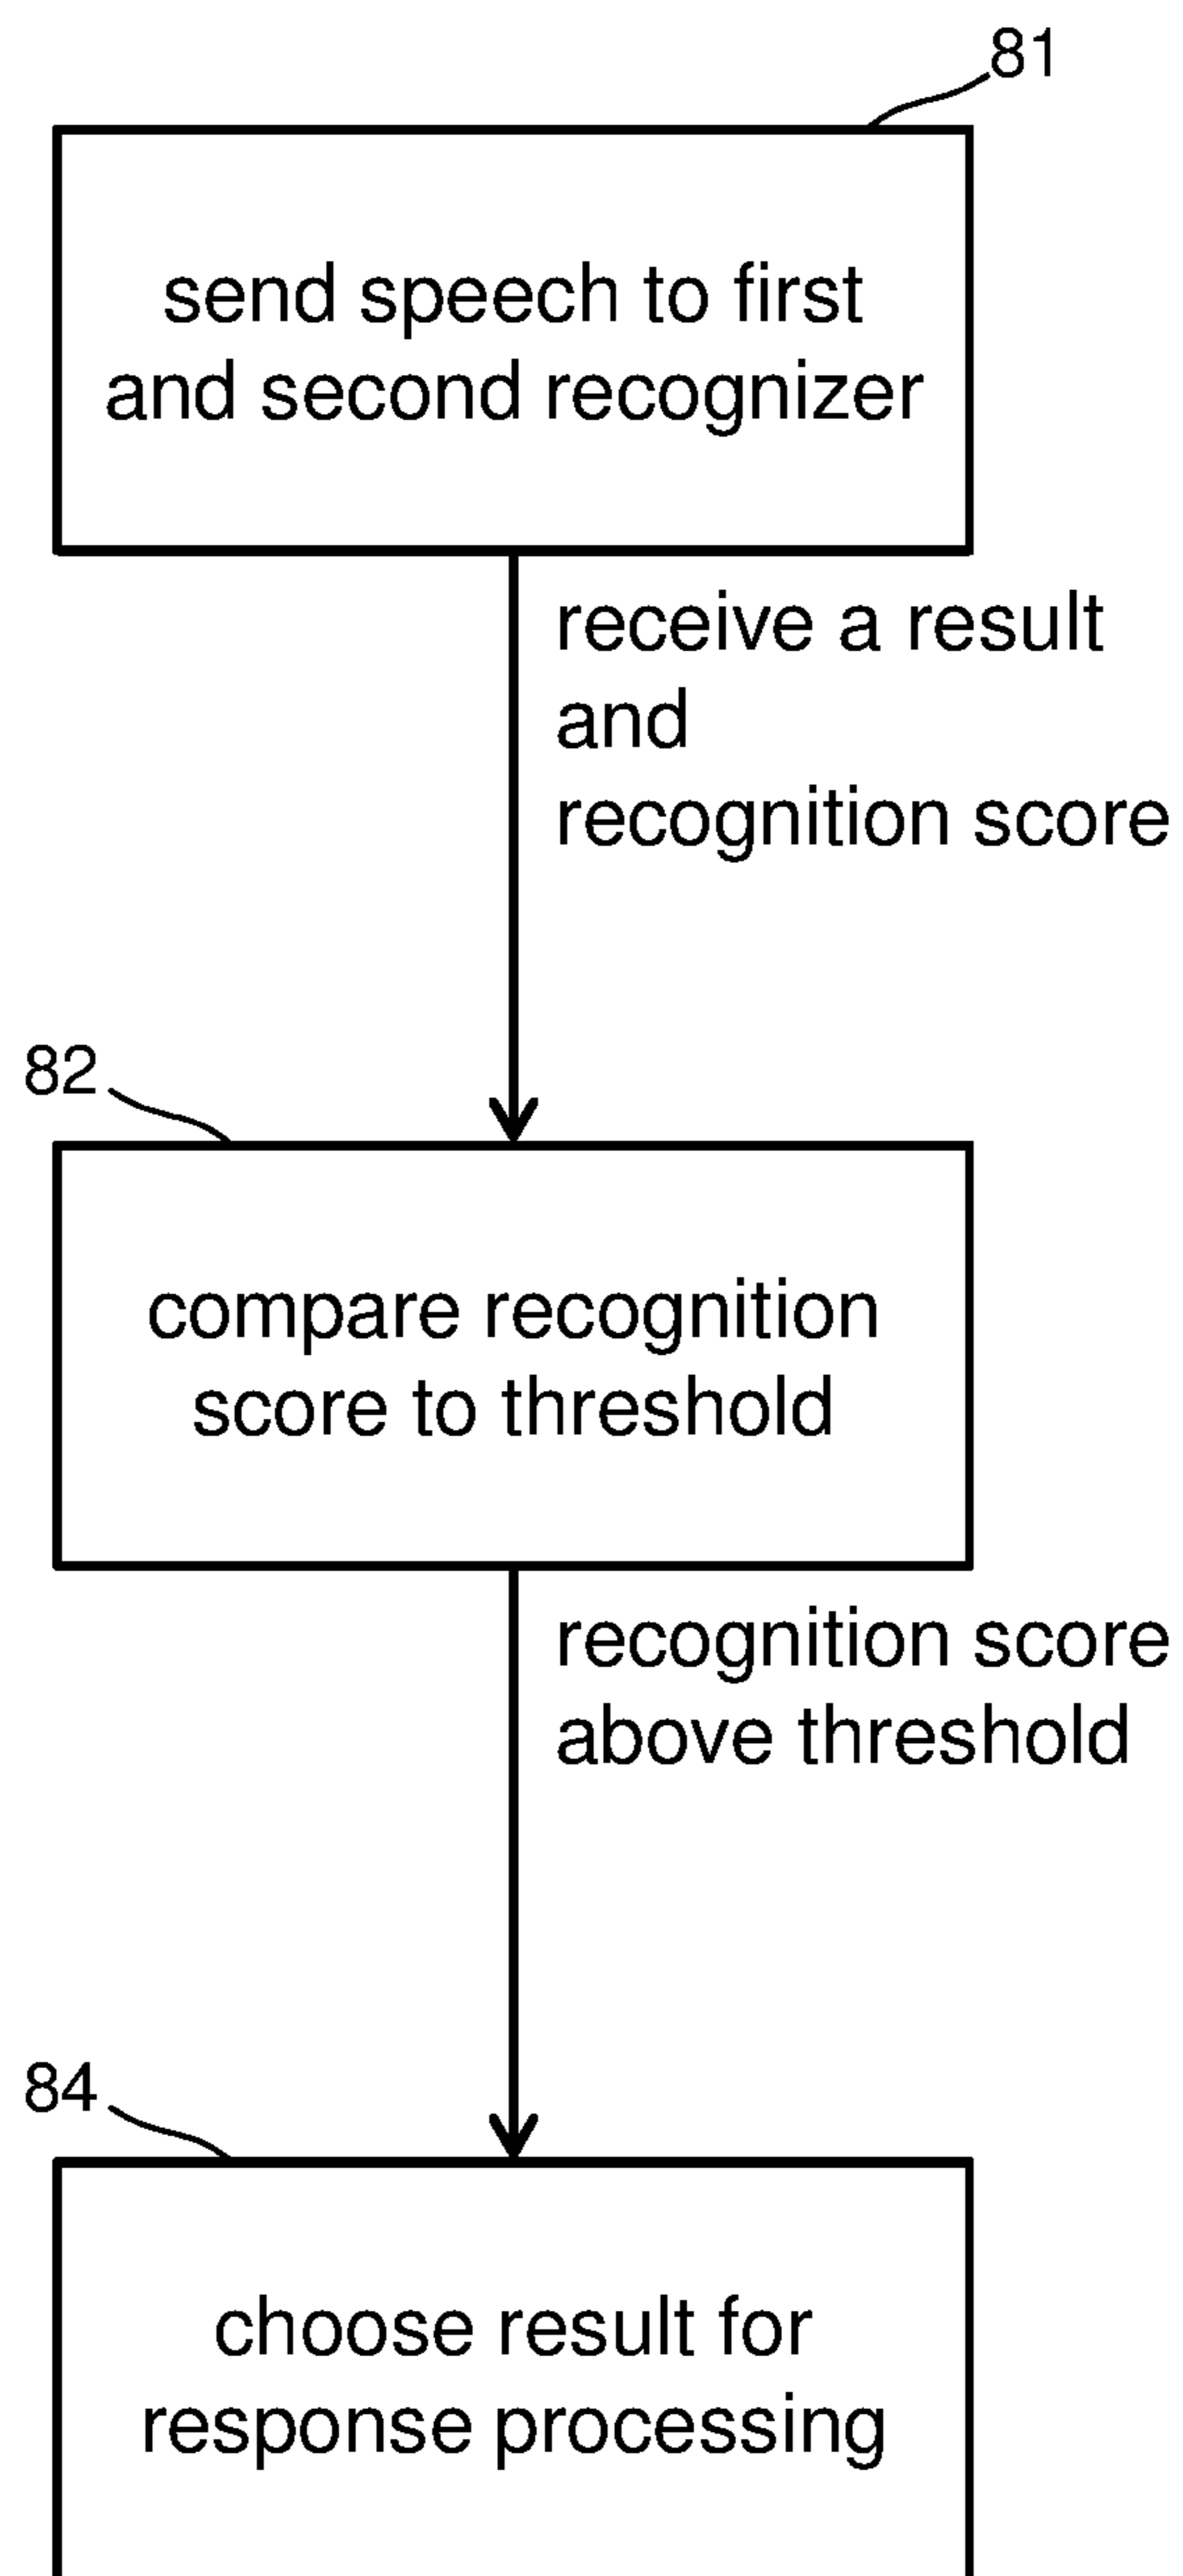 81
send speech to first
and second recognizer
receive a result
and
recognition score
82
compare recognition
score to threshold
recognition score
above threshold
84
choose result for
response processing